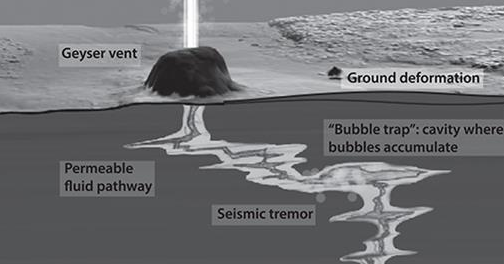 Geyser vent
Ground deformation
“Bubble trap”: cavity where
bubbles accumulate
Permeable
fluid pathway
Seismic tremor